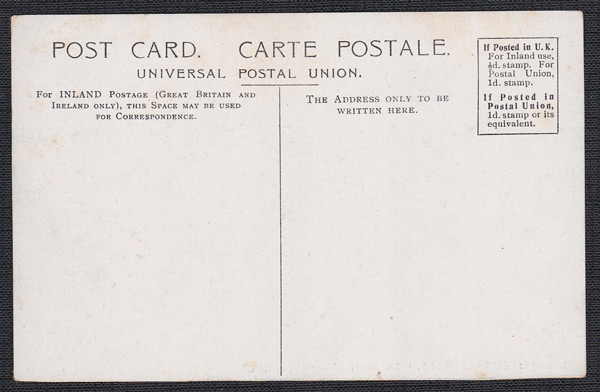 POST CARD. CARTE POSTALE.
UNIVERSAL POSTAL UNION.
For INLAND Postage (Great Britain and
Ireland only), this Space may be used
for Correspondence.
The Address only to be
written here.
If Posted in U.K.
For Inland use,
½d. stamp. For
Postal Union,
1d. stamp.
If Posted in
Postal Union,
1d. stamp or its
equivalent.